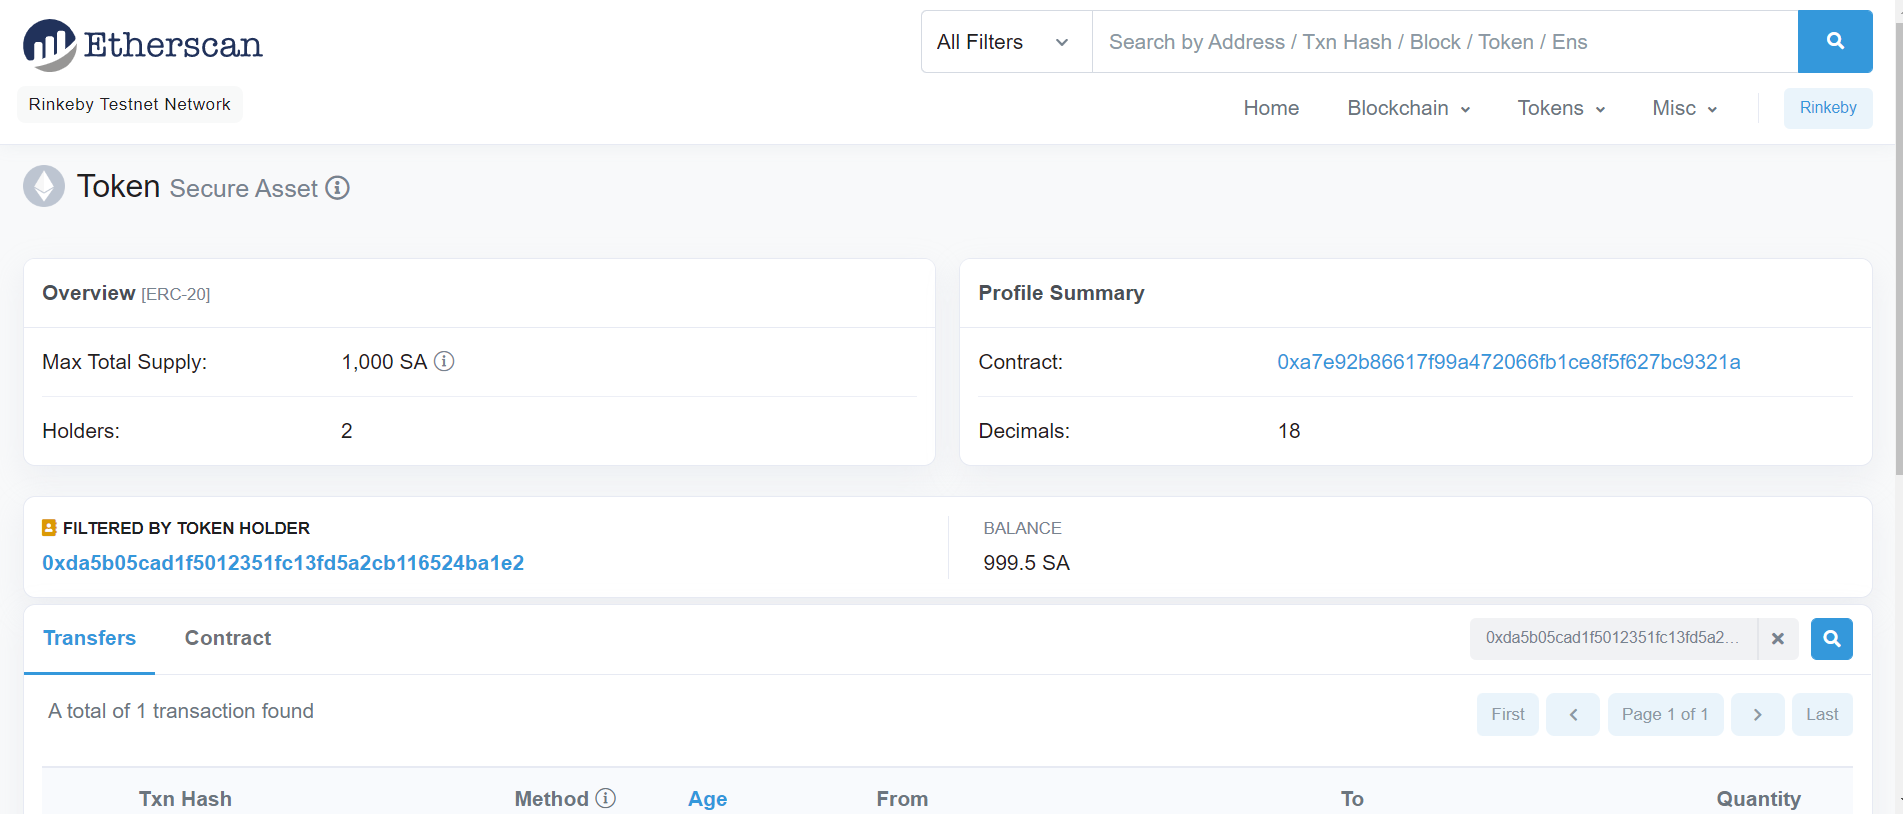 Etherscan
All Filters
Search by Address / Txn Hash / Block / Token / Ens
Rinkeby Testnet Network
Home Blockchain Tokens Misc Rinkeby
Token Secure Asset
Overview [ERC-20]
Max Total Supply: 1,000 SA
Holders: 2
Profile Summary
Contract: 0xa7e92b86617f99a472066fb1ce8f5f627bc9321a
Decimals: 18
FILTERED BY TOKEN HOLDER
0xda5b05cad1f5012351fc13fd5a2cb116524ba1e2
BALANCE
999.5 SA
Transfers Contract
0xda5b05cad1f5012351fc13fd5a2...
A total of 1 transaction found
First Page 1 of 1 Last
Txn Hash Method Age From To Quantity